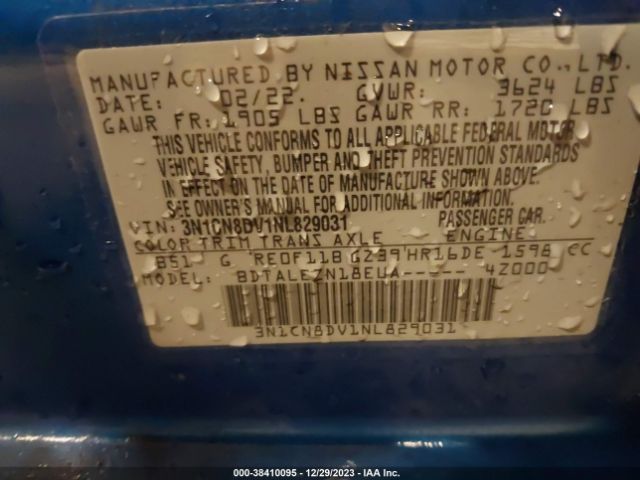 MANUFACTURED BY NISSAN MOTOR CO., LTD.
DATE: 02/22. GVWR: 3624 LBS
GAWR FR: 1905 LBS GAWR RR: 1720 LBS
THIS VEHICLE CONFORMS TO ALL APPLICABLE FEDERAL MOTOR
VEHICLE SAFETY, BUMPER AND THEFT PREVENTION STANDARDS
IN EFFECT ON THE DATE OF MANUFACTURE SHOWN ABOVE.
SEE OWNER'S MANUAL FOR ADDITIONAL INFORMATION.
VIN: 3N1CN8DV1NL829031 PASSENGER CAR.
COLOR TRIM TRANS AXLE ENGINE
B51 G RE0F11B G239 HR16DE 1598 CC
MODEL: BDTALEZN18EUA----- 4Z000
3N1CN8DV1NL829031
000-38410095 - 12/29/2023 - IAA Inc.